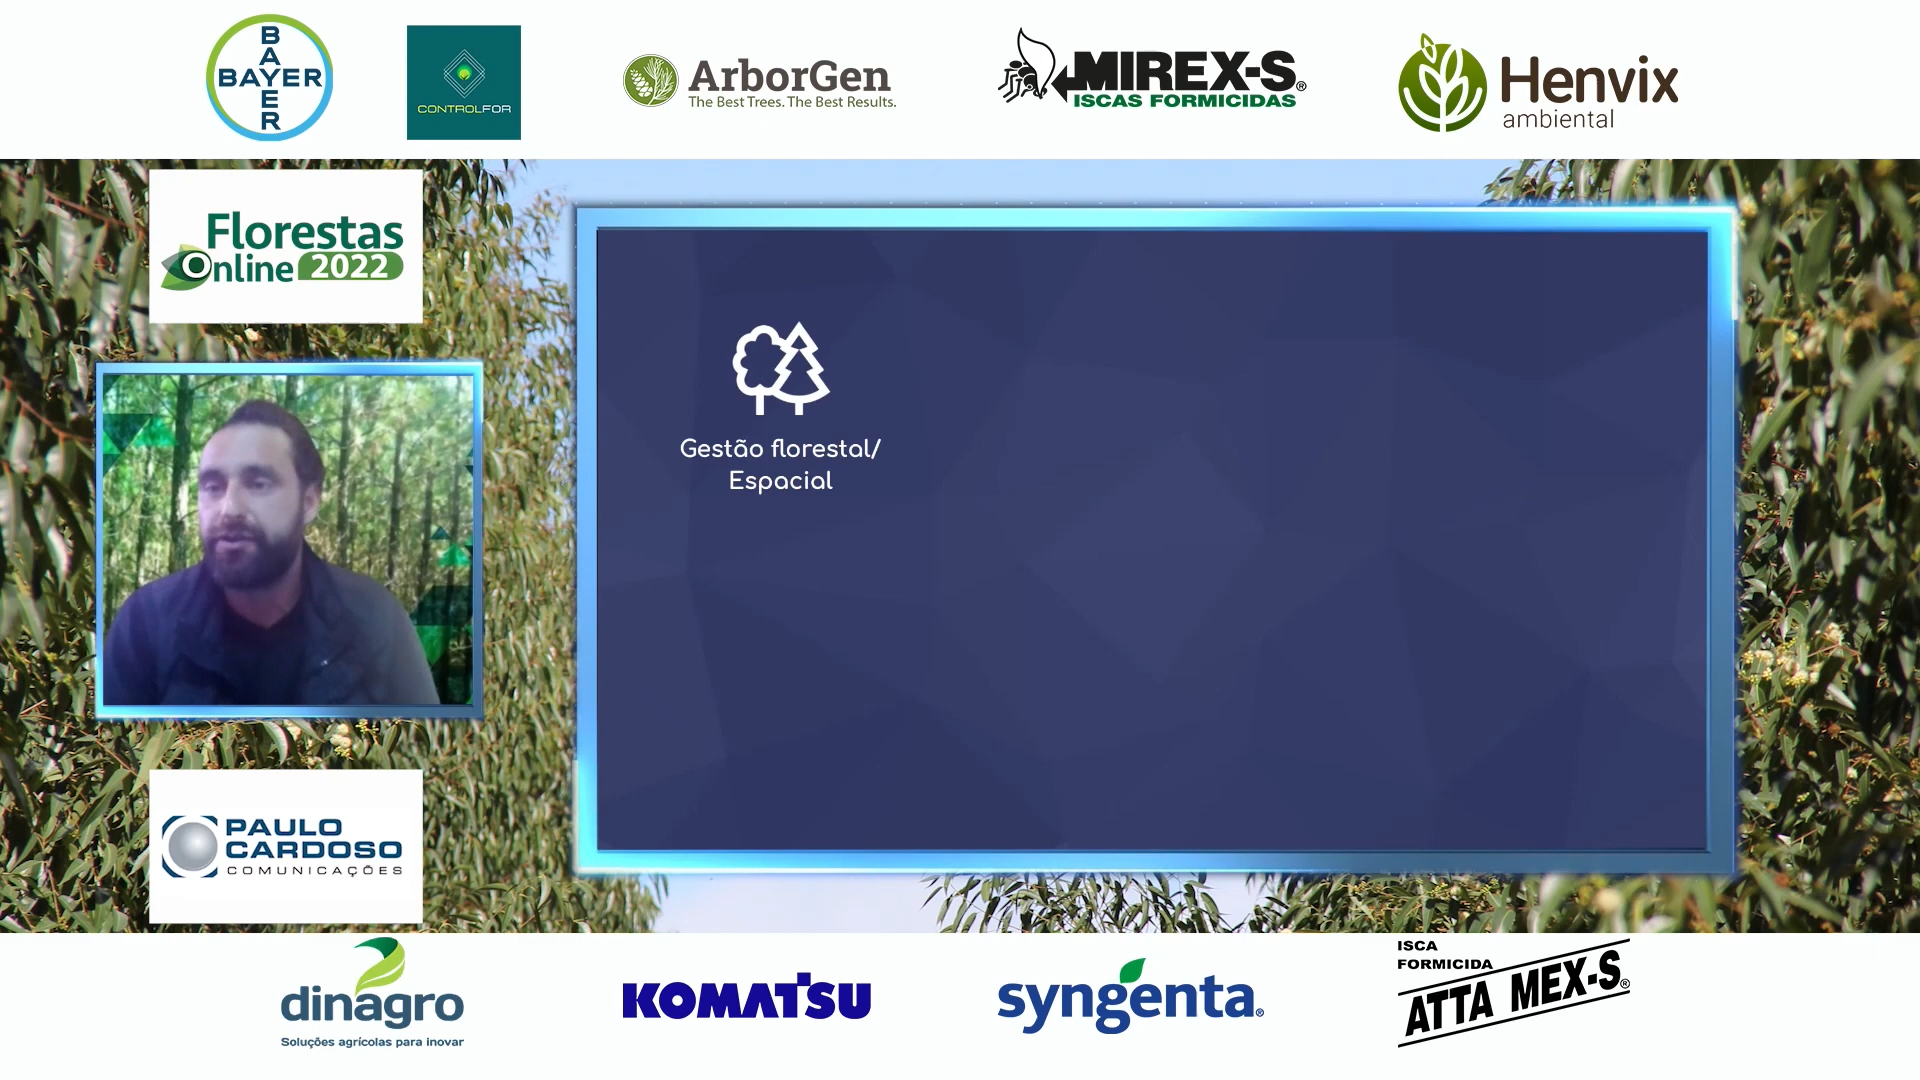 BAYER
BAYER
CONTROLFOR
ArborGen
The Best Trees. The Best Results.
MIREX-S®
ISCAS FORMICIDAS
Henvix
ambiental
Florestas
Online 2022
Gestão florestal/
Espacial
PAULO
CARDOSO
COMUNICAÇÕES
dinagro
Soluções agrícolas para inovar
KOMATSU
syngenta®
ISCA
FORMICIDA
ATTA MEX-S®